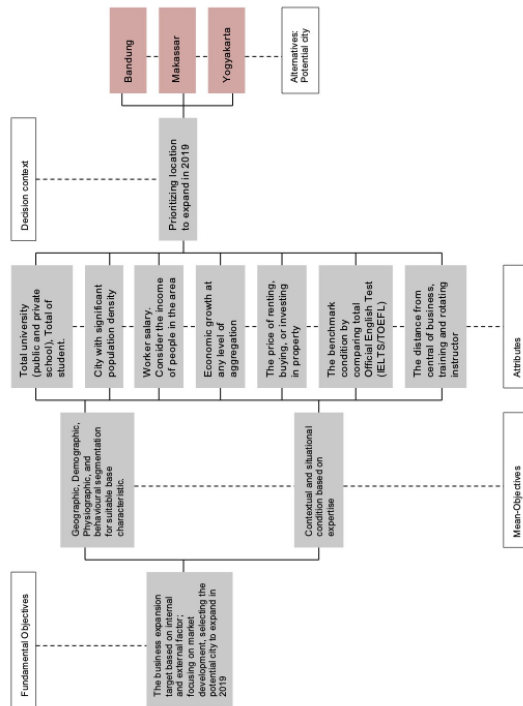 Fundamental Objectives
The business expansion
target based on internal
and external factor;
focusing on market
development, selecting the
potential city to expand in
2019
Geographic, Demographic,
Physiographic, and
behavioural segmentation
for suitable base
characteristic.
Contextual and situational
condition based on
expertise
Mean-Objectives
Total university
(public and private
school), Total of
student.
City with significant
population density
Worker salary.
Consider the income
of people in the area
Economic growth at
any level of
aggregation
The price of renting,
buying, or investing
in property
The benchmark
condition by
comparing total
Official English Test
(IELTS/TOEFL)
The distance from
central of business,
training and rotating
instructor
Attributes
Decision context
Prioritizing location
to expand in 2019
Bandung
Makassar
Yogyakarta
Alternatives:
Potential city